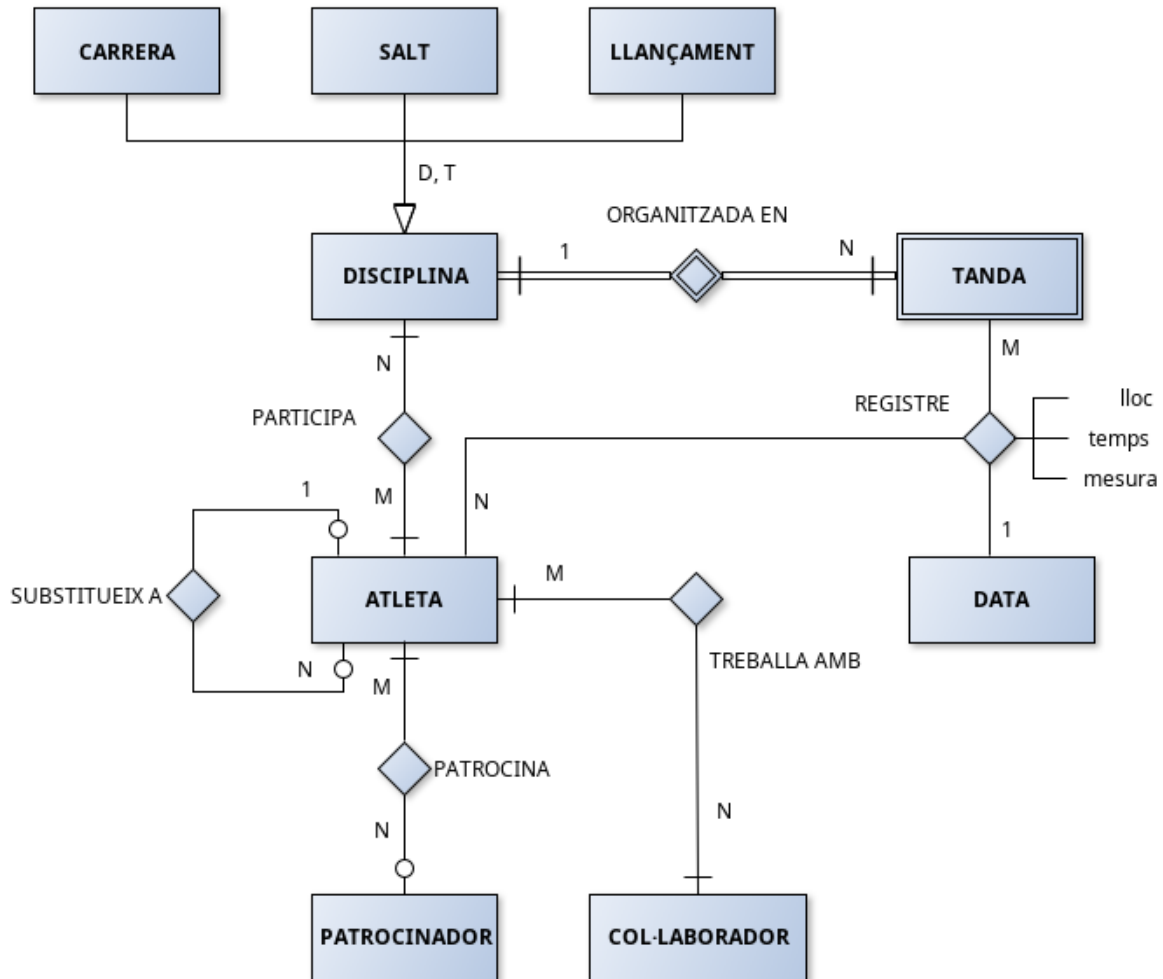 CARRERA
SALT
LLANÇAMENT
D, T
ORGANITZADA EN
DISCIPLINA
1
N
TANDA
N
M
PARTICIPA
REGISTRE
lloc
temps
mesura
M
N
1
1
SUBSTITUEIX A
ATLETA
M
DATA
N
M
TREBALLA AMB
PATROCINA
N
N
PATROCINADOR
COL·LABORADOR